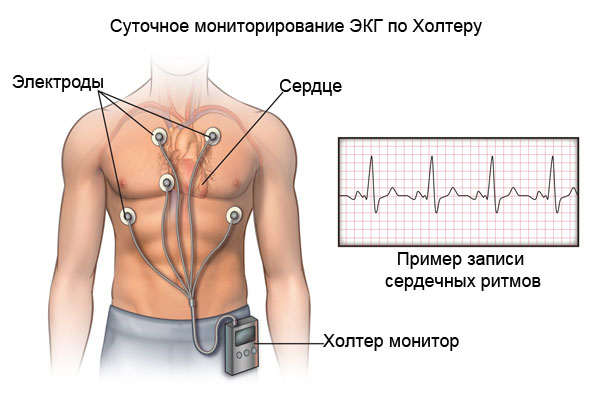 Суточное мониторирование ЭКГ по Холтеру
Электроды
Сердце
Пример записи
сердечных ритмов
Холтер монитор